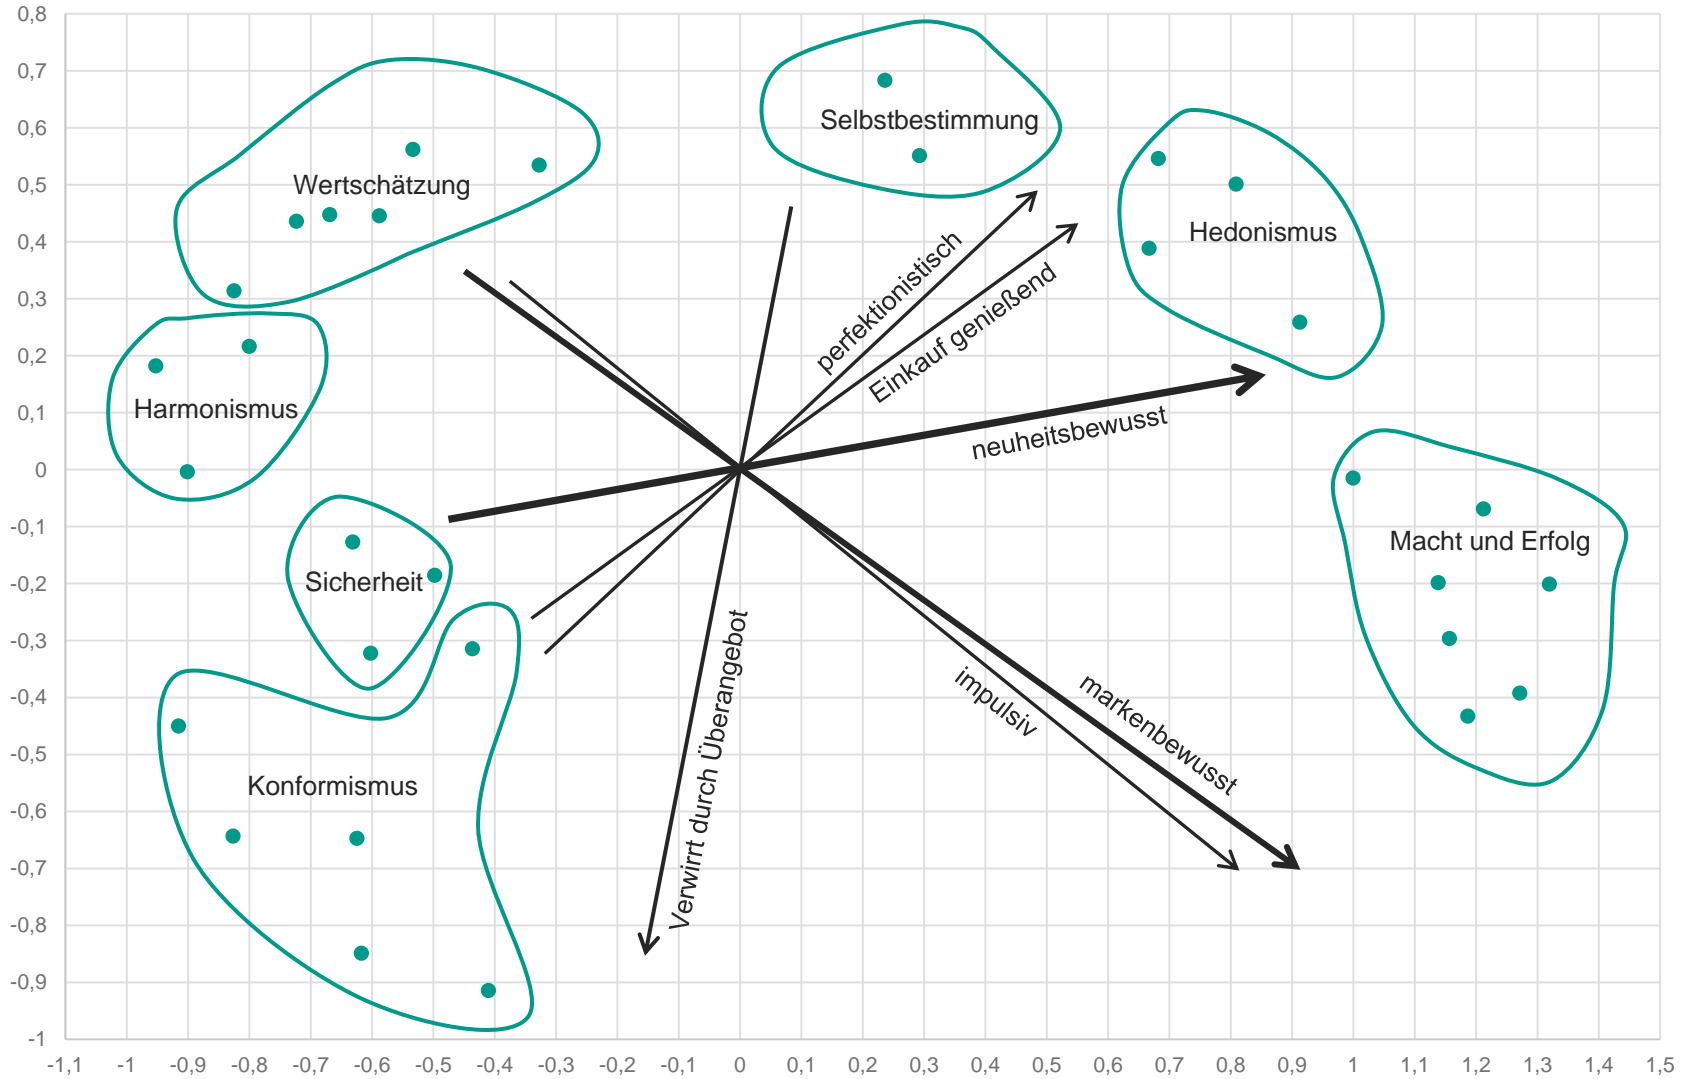 0,8
0,7
0,6
0,5
0,4
0,3
0,2
0,1
0
-0,1
-0,2
-0,3
-0,4
-0,5
-0,6
-0,7
-0,8
-0,9
-1
Selbstbestimmung
Wertschätzung
Hedonismus
perfektionistisch
Einkauf genießend
Harmonismus
neuheitsbewusst
Macht und Erfolg
Sicherheit
Verwirrt durch Überangebot
impulsiv
markenbewusst
Konformismus
-1,1 -1 -0,9 -0,8 -0,7 -0,6 -0,5 -0,4 -0,3 -0,2 -0,1 0 0,1 0,2 0,3 0,4 0,5 0,6 0,7 0,8 0,9 1 1,1 1,2 1,3 1,4 1,5